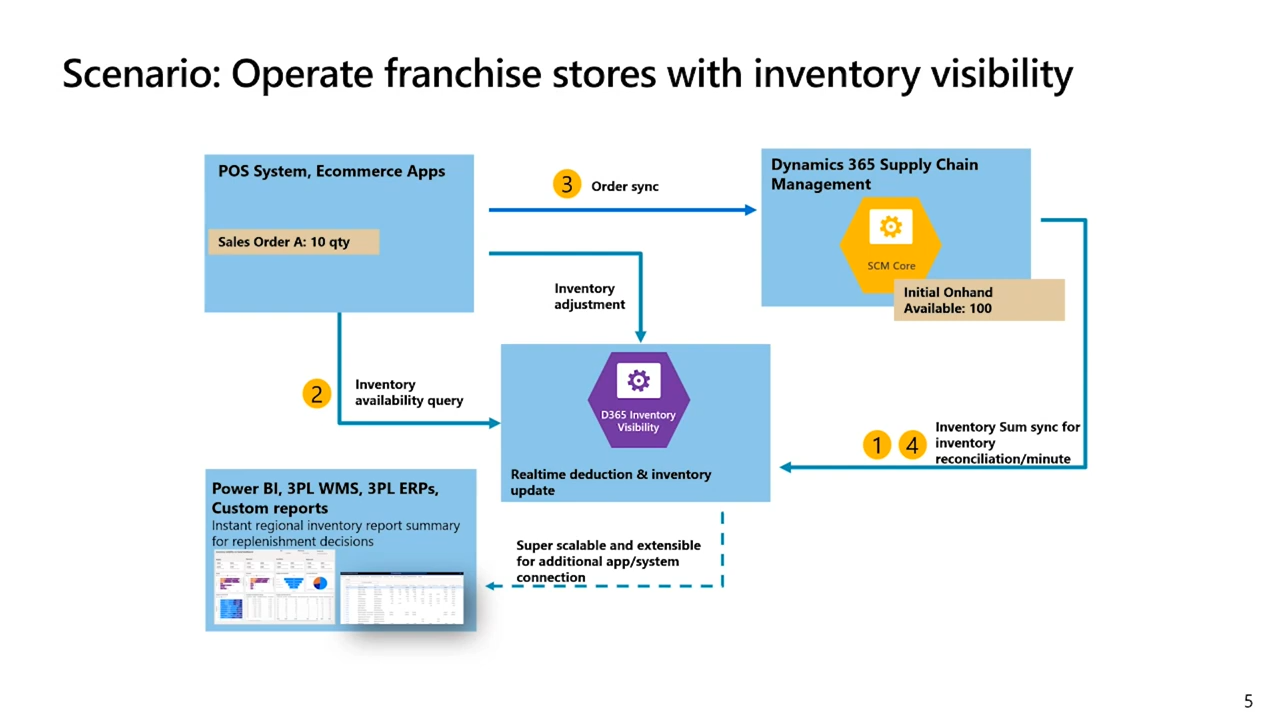 Scenario: Operate franchise stores with inventory visibility
POS System, Ecommerce Apps
Sales Order A: 10 qty
3
Order sync
Dynamics 365 Supply Chain
Management
SCM Core
Initial Onhand
Available: 100
Inventory
adjustment
2
Inventory
availability query
D365 Inventory
Visibility
Realtime deduction & inventory
update
1
4
Inventory Sum sync for
inventory
reconciliation/minute
Power BI, 3PL WMS, 3PL ERPs,
Custom reports
Instant regional inventory report summary
for replenishment decisions
Super scalable and extensible
for additional app/system
connection
5